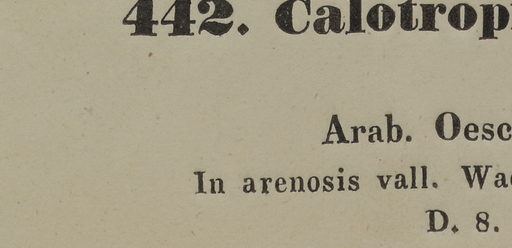 442. Calotrop
Arab. Oesc
In arenosis vall. Wa
D. 8.